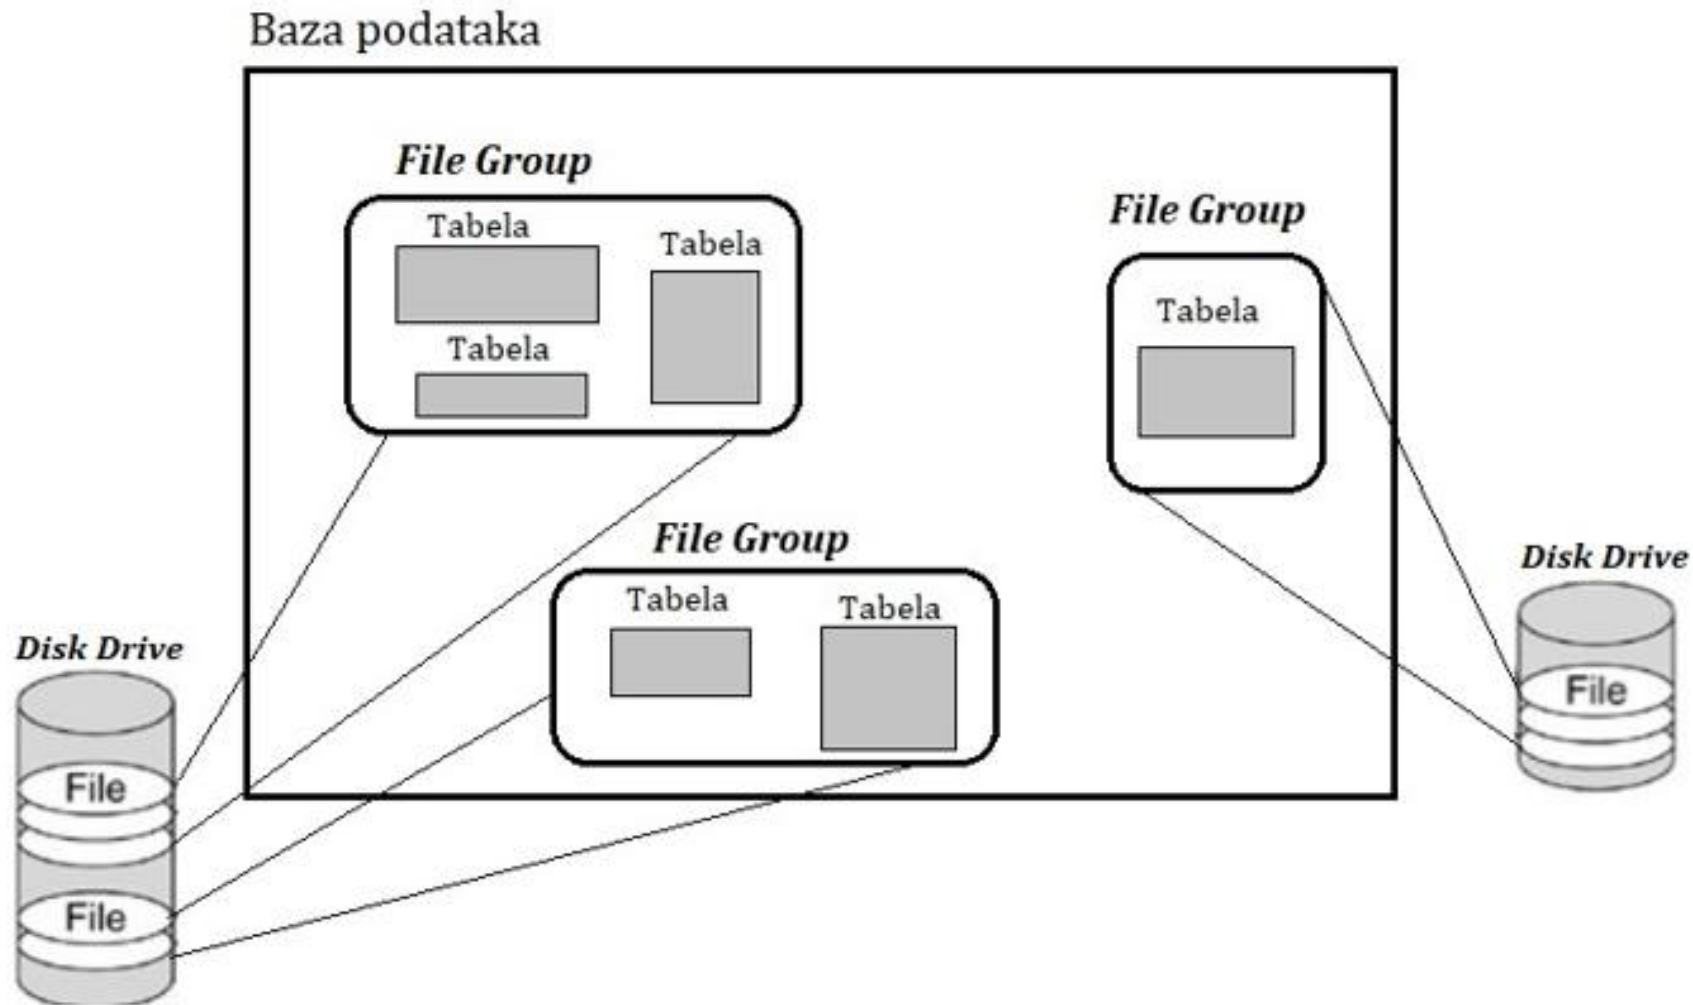 Baza podataka
File Group
Tabela
Tabela
Tabela
File Group
Tabela
File Group
Tabela
Tabela
Disk Drive
File
File
Disk Drive
File